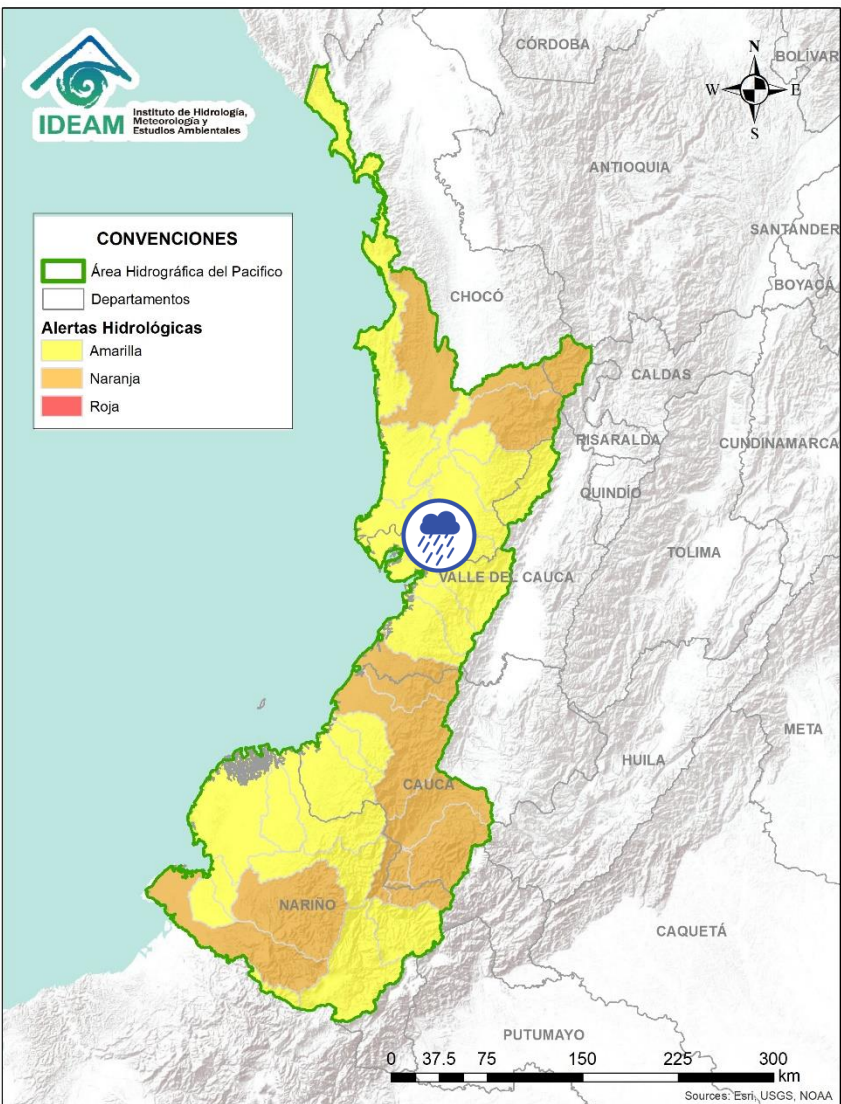 IDEAM
Instituto de Hidrología,
Meteorología y
Estudios Ambientales
N
W
E
S
CÓRDOBA
BOLÍVAR
ANTIOQUIA
SANTANDER
BOYACÁ
CHOCÓ
CALDAS
RISARALDA
CUNDINAMARCA
QUINDÍO
TOLIMA
VALLE DEL CAUCA
META
HUILA
CAUCA
NARIÑO
CAQUETÁ
PUTUMAYO
CONVENCIONES
Área Hidrográfica del Pacifico
Departamentos
Alertas Hidrológicas
Amarilla
Naranja
Roja
0 37.5 75 150 225 300
km
Sources: Esri, USGS, NOAA